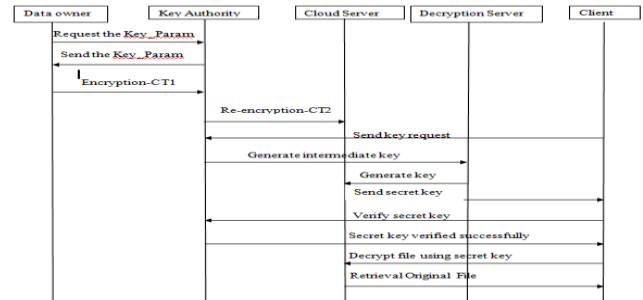 Data owner Key Authority Cloud Server Decryption Server Client
Request the Key_Param
Send the Key_Param
Encryption-CT1
Re-encryption-CT2
Send key request
Generate intermediate key
Generate key
Send secret key
Verify secret key
Secret key verified successfully
Decrypt file using secret key
Retrieval Original File